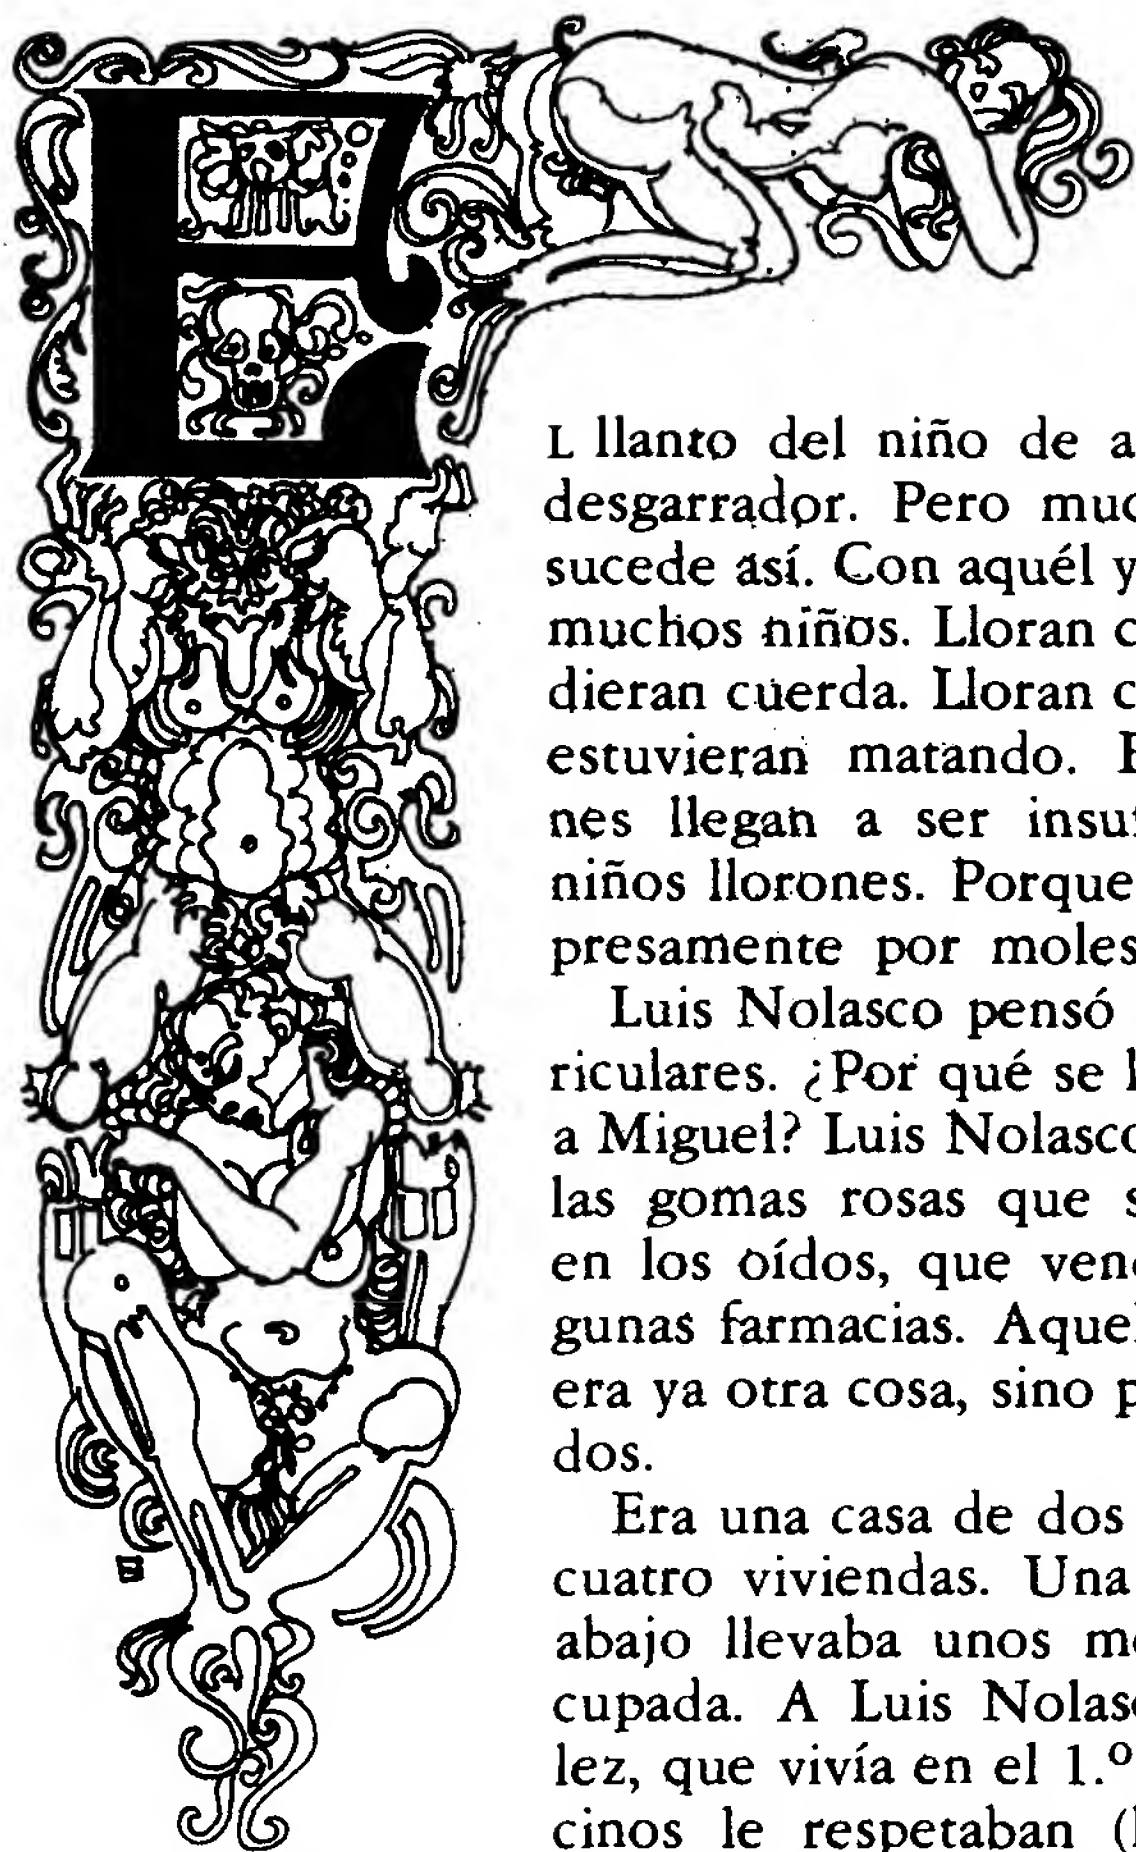 EL llanto del niño de a
desgarrador. Pero muc
sucede así. Con aquél y
muchos niños. Lloran c
dieran cuerda. Lloran c
estuvieran matando. E
nes llegan a ser insuf
niños llorones. Porque
presamente por moles
Luis Nolasco pensó
riculares. ¿Por qué se l
a Miguel? Luis Nolasco
las gomas rosas que s
en los oídos, que vend
gunas farmacias. Aquel
era ya otra cosa, sino p
dos.
Era una casa de dos
cuatro viviendas. Una
abajo llevaba unos me
cupada. A Luis Nolasc
lez, que vivía en el 1.º
cinos le respetaban (l
m